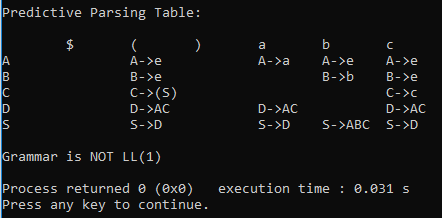 Predictive Parsing Table:
$ ( ) a b c
A A->e A->a A->e A->e
B B->e B->b B->e
C C->(S) C->c
D D->AC D->AC D->AC
S S->D S->D S->ABC S->D
Grammar is NOT LL(1)
Process returned 0 (0x0) execution time : 0.031 s
Press any key to continue.